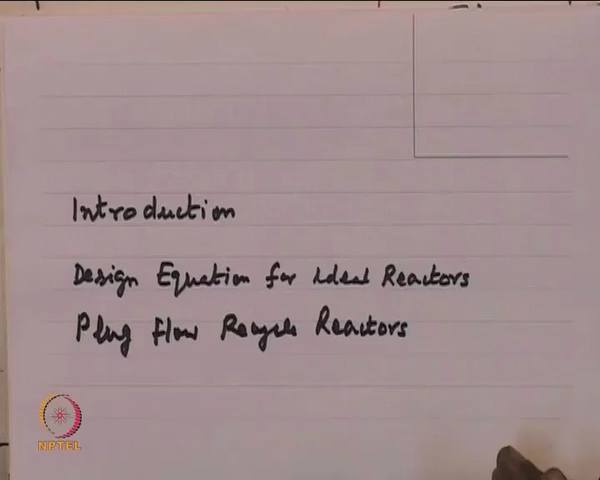 Introduction
Design Equation for Ideal Reactors
Plug flow Recycle Reactors
NPTEL